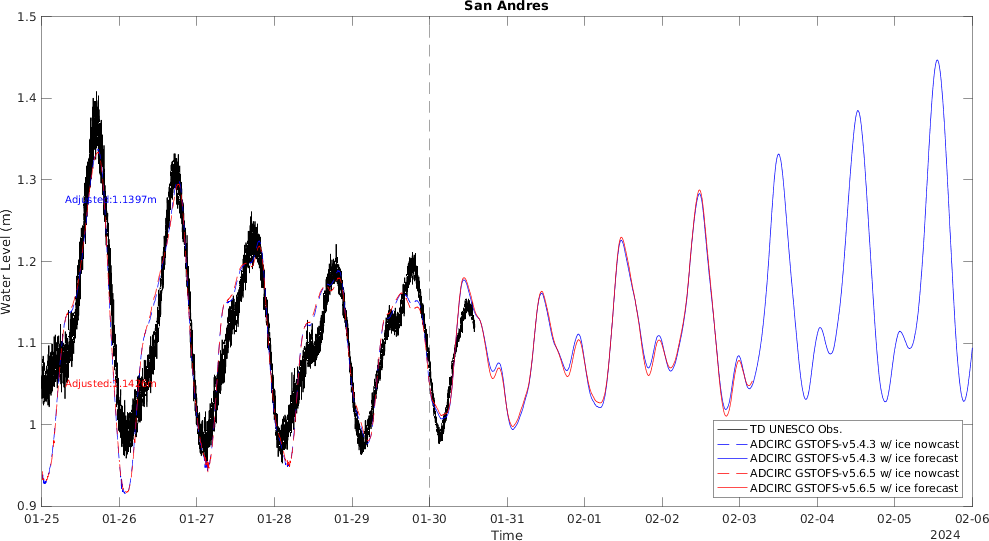 San Andres
1.5
1.4
1.3
1.2
1.1
1
0.9
Water Level (m)
Adjusted:1.1397m
01-25
01-26
01-27
01-28
01-29
01-30
01-31
02-01
02-02
02-03
02-04
02-05
02-06
Time
2024
TD UNESCO Obs.
ADCIRC GSTOFS-v5.4.3 w/ ice nowcast
ADCIRC GSTOFS-v5.4.3 w/ ice forecast
ADCIRC GSTOFS-v5.6.5 w/ ice nowcast
ADCIRC GSTOFS-v5.6.5 w/ ice forecast